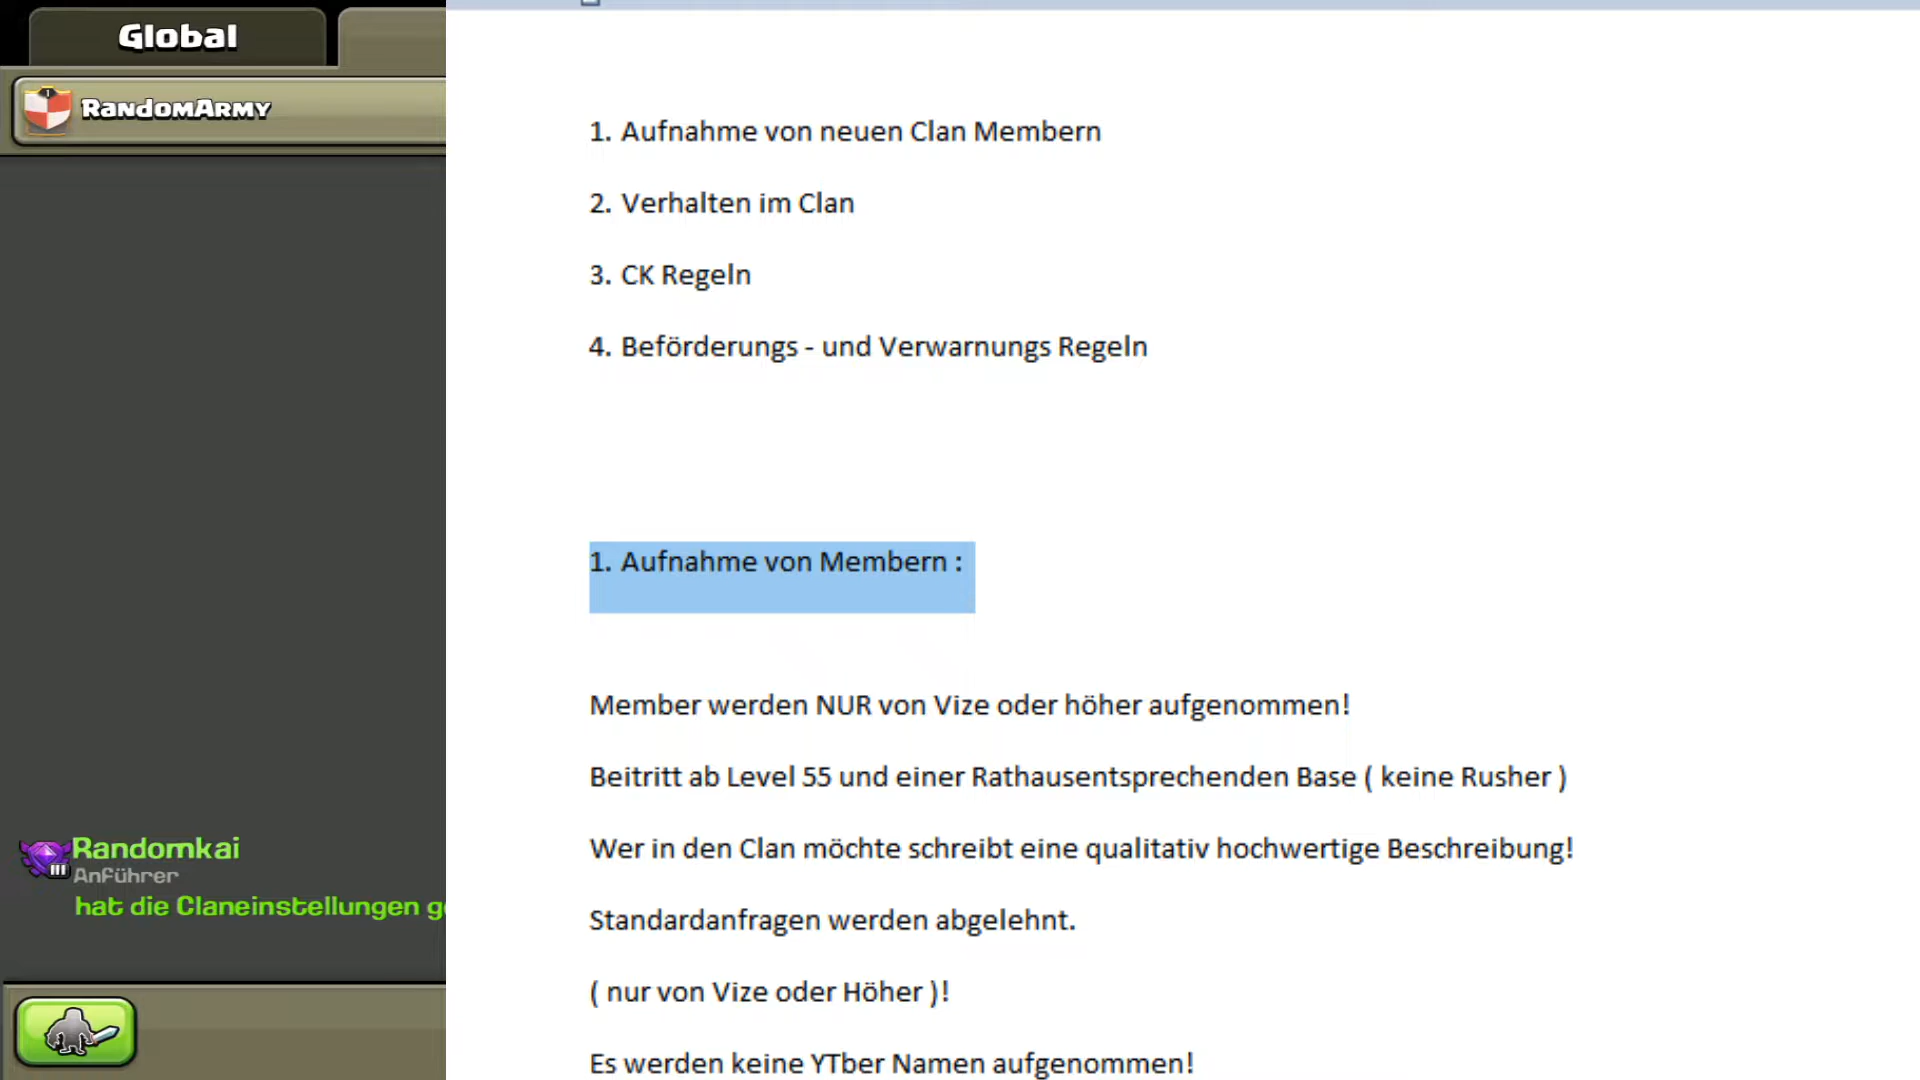 Global
RandomArmy
Randomkai
Anführer
hat die Claneinstellungen
1. Aufnahme von neuen Clan Membern
2. Verhalten im Clan
3. CK Regeln
4. Beförderungs - und Verwarnungs Regeln
1. Aufnahme von Membern :
Member werden NUR von Vize oder höher aufgenommen!
Beitritt ab Level 55 und einer Rathausentsprechenden Base ( keine Rusher )
Wer in den Clan möchte schreibt eine qualitativ hochwertige Beschreibung!
Standardanfragen werden abgelehnt.
( nur von Vize oder Höher )!
Es werden keine YTber Namen aufgenommen!